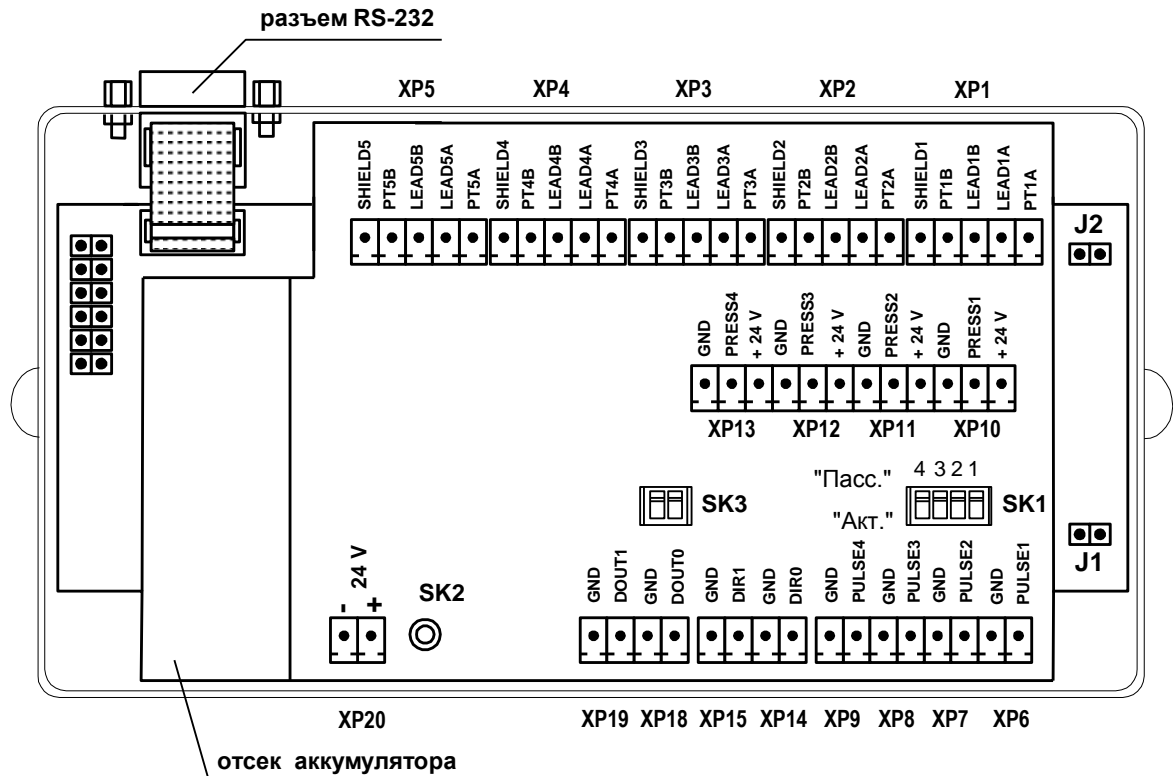 разъем RS-232
XP5 XP4 XP3 XP2 XP1
SHIELD5 PT5B LEAD5B LEAD5A PT5A SHIELD4 PT4B LEAD4B LEAD4A PT4A SHIELD3 PT3B LEAD3B LEAD3A PT3A SHIELD2 PT2B LEAD2B LEAD2A PT2A SHIELD1 PT1B LEAD1B LEAD1A PT1A
J2
GND PRESS4 + 24 V GND PRESS3 + 24 V GND PRESS2 + 24 V GND PRESS1 + 24 V
XP13 XP12 XP11 XP10
"Пасс." 4 3 2 1
SK3 SK1
"Акт."
J1
- + 24 V
SK2
GND DOUT1 GND DOUT0 GND DIR1 GND DIR0 GND PULSE4 GND PULSE3 GND PULSE2 GND PULSE1
XP20 XP19 XP18 XP15 XP14 XP9 XP8 XP7 XP6
отсек аккумулятора